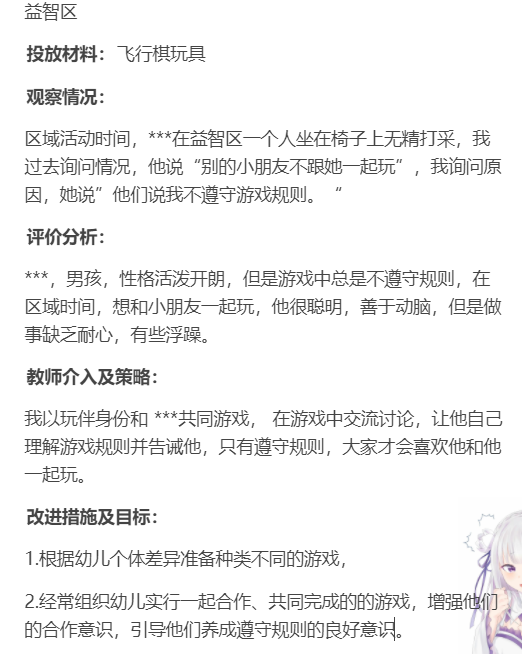 益智区
投放材料： 飞行棋玩具
观察情况：
区域活动时间，***在益智区一个人坐在椅子上无精打采，我
过去询问情况，他说“别的小朋友不跟她一起玩”，我询问原
因，她说”他们说我不遵守游戏规则。“
评价分析：
***，男孩，性格活泼开朗，但是游戏中总是不遵守规则，在
区域时间，想和小朋友一起玩，他很聪明，善于动脑，但是做
事缺乏耐心，有些浮躁。
教师介入及策略：
我以玩伴身份和 ***共同游戏， 在游戏中交流讨论，让他自己
理解游戏规则并告诫他，只有遵守规则，大家才会喜欢他和他
一起玩。
改进措施及目标：
1.根据幼儿个体差异准备种类不同的游戏，
2.经常组织幼儿实行一起合作、共同完成的的游戏，增强他们
的合作意识，引导他们养成遵守规则的良好意识。